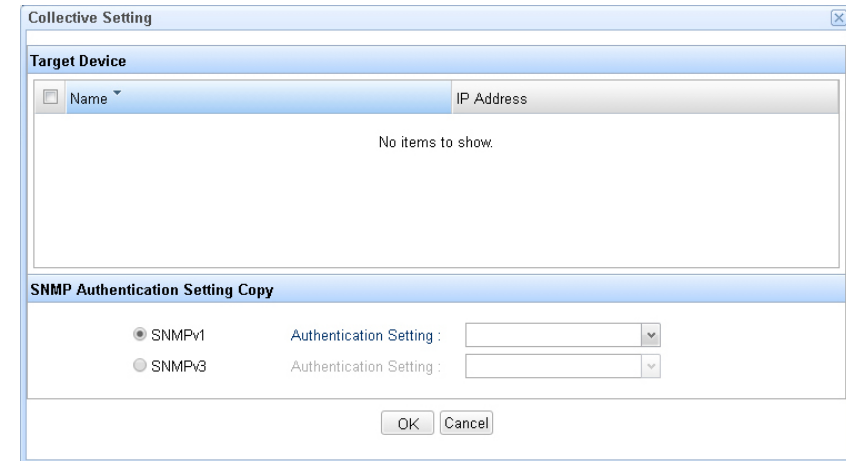 Collective Setting
Target Device
Name IP Address
No items to show.
SNMP Authentication Setting Copy
SNMPv1 Authentication Setting :
SNMPv3 Authentication Setting :
OK Cancel